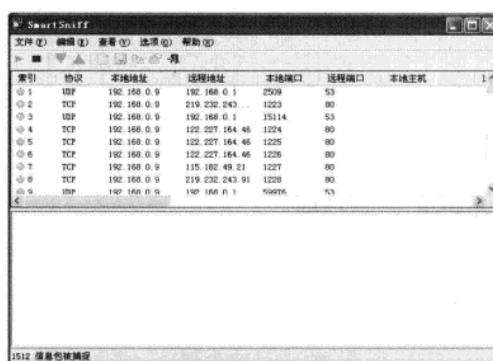 SmartSniff
文件(F) 编辑(E) 查看(V) 选项(O) 帮助(H)
索引 协议 本地地址 远程地址 本地端口 远程端口 本地主机
1 UDP 192.168.0.9 192.168.0.1 2509 53
2 TCP 192.168.0.9 219.232.243... 1223 80
3 UDP 192.168.0.9 192.168.0.1 15114 53
4 TCP 192.168.0.9 122.227.164.46 1224 80
5 TCP 192.168.0.9 122.227.164.46 1225 80
6 TCP 192.168.0.9 122.227.164.46 1226 80
7 TCP 192.168.0.9 115.182.49.21 1227 80
8 TCP 192.168.0.9 219.232.243.91 1228 80
9 UDP 192.168.0.9 192.168.0.1 59976 53
1512 信息包被捕捉